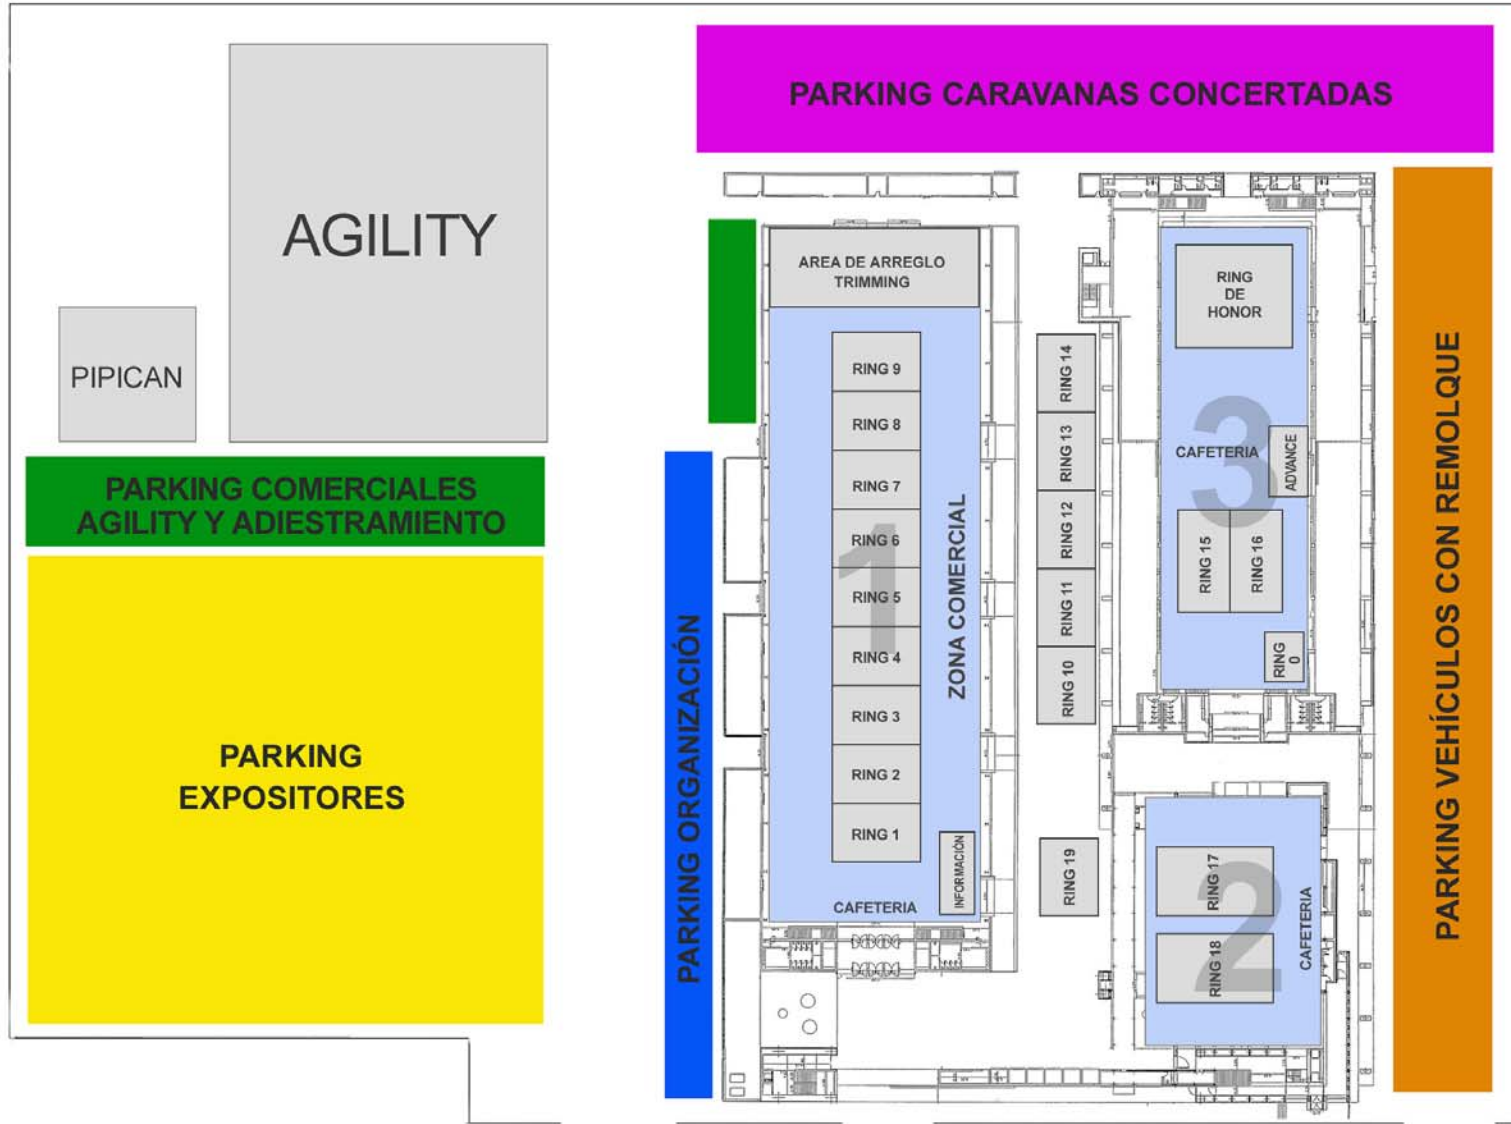 PARKING CARAVANAS CONCERTADAS
AGILITY
PIPICAN
PARKING COMERCIALES
AGILITY Y ADIESTRAMIENTO
PARKING
EXPOSITORES
PARKING ORGANIZACIÓN
AREA DE ARREGLO
TRIMMING
RING 9
RING 8
RING 7
RING 6
RING 5
RING 4
RING 3
RING 2
RING 1
1
ZONA COMERCIAL
INFORMACIÓN
CAFETERIA
RING 14
RING 13
RING 12
RING 11
RING 10
RING 19
RING
DE
HONOR
3
CAFETERIA
ADVANCE
RING 15
RING 16
RING
0
RING 17
2
RING 18
CAFETERIA
PARKING VEHÍCULOS CON REMOLQUE